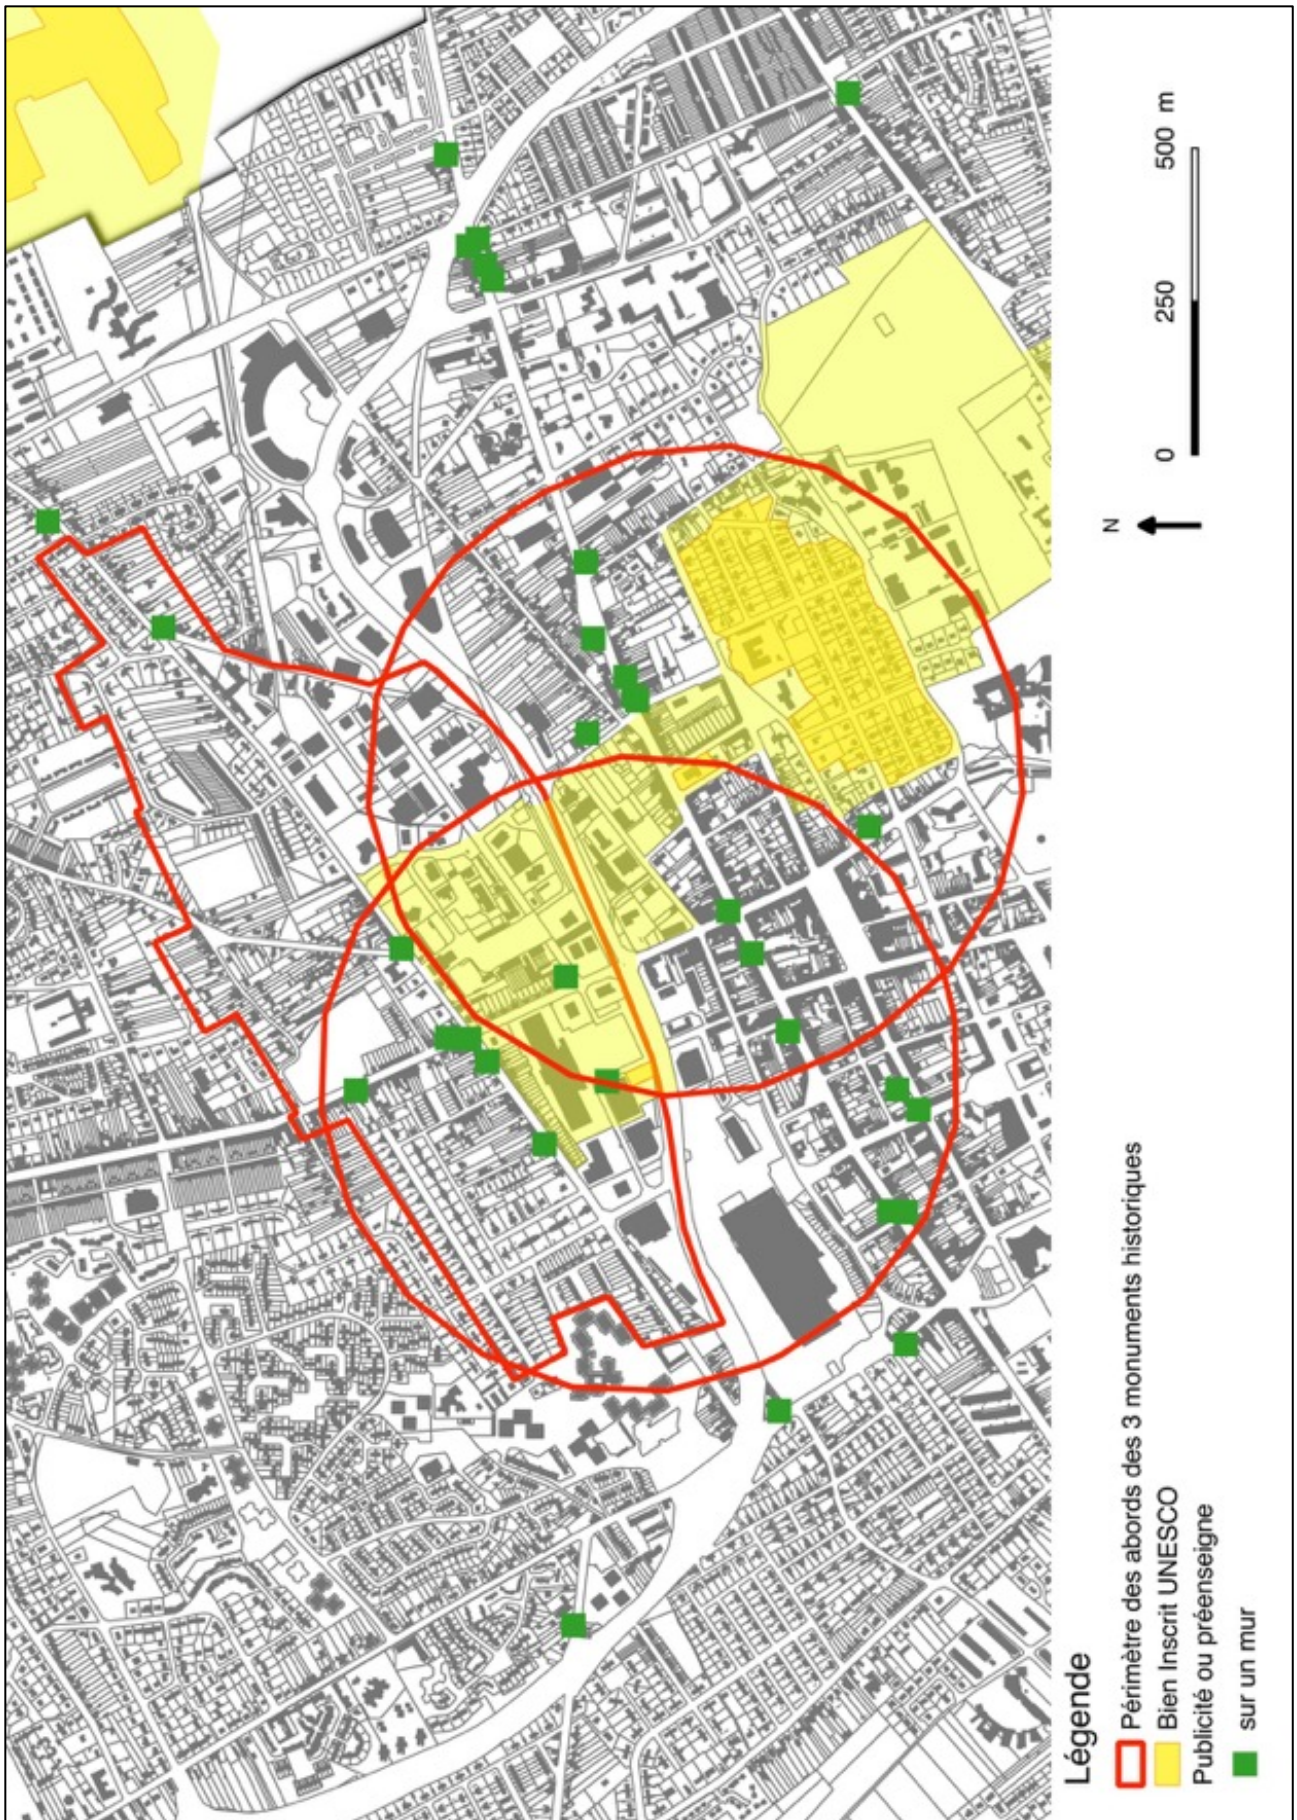 Légende
Périmètre des abords des 3 monuments historiques
Bien Inscrit UNESCO
Publicité ou préenseigne
sur un mur
N
0 250 500 m